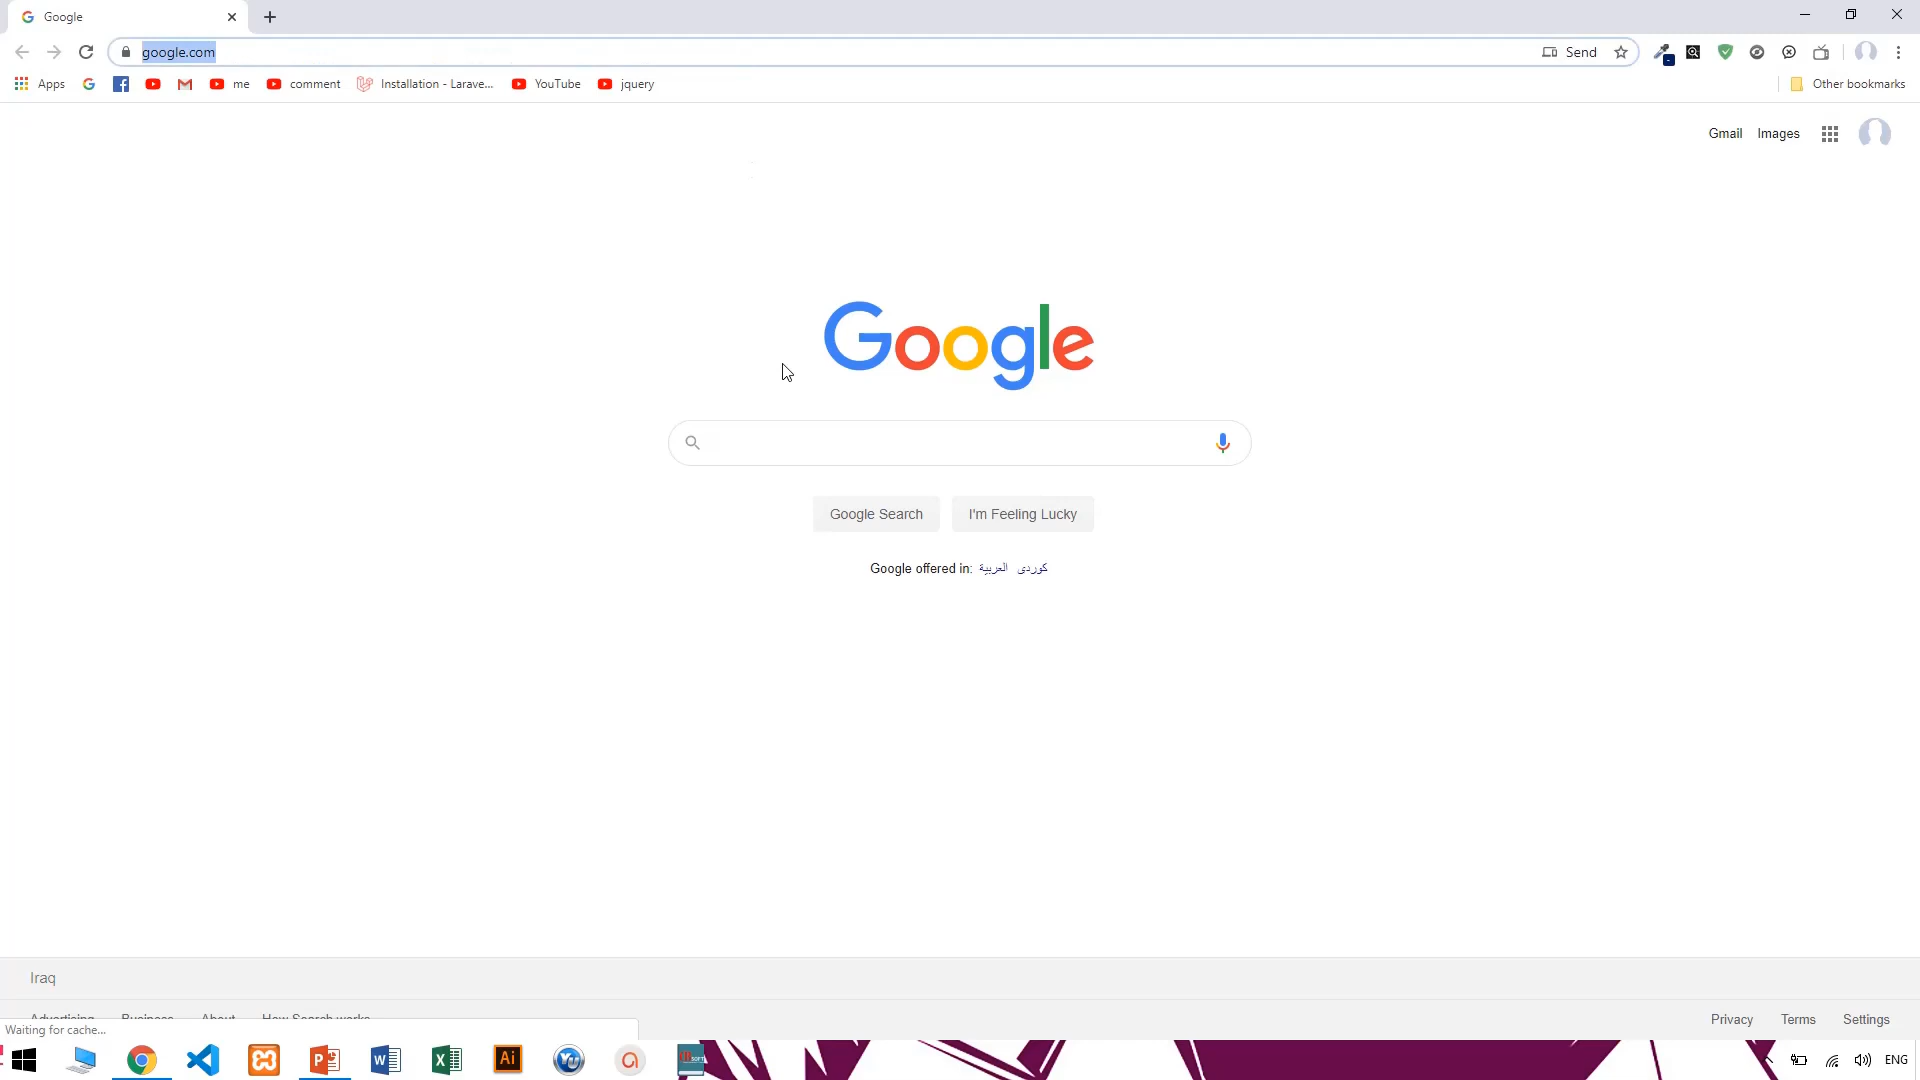 Google
google.com
Send
Apps
me
comment
Installation - Larave...
YouTube
jquery
Other bookmarks
Gmail
Images
Google
Google Search
I'm Feeling Lucky
Google offered in: العربية كوردی
Iraq
Advertising Business About How Search works
Privacy Terms Settings
Waiting for cache...
ENG